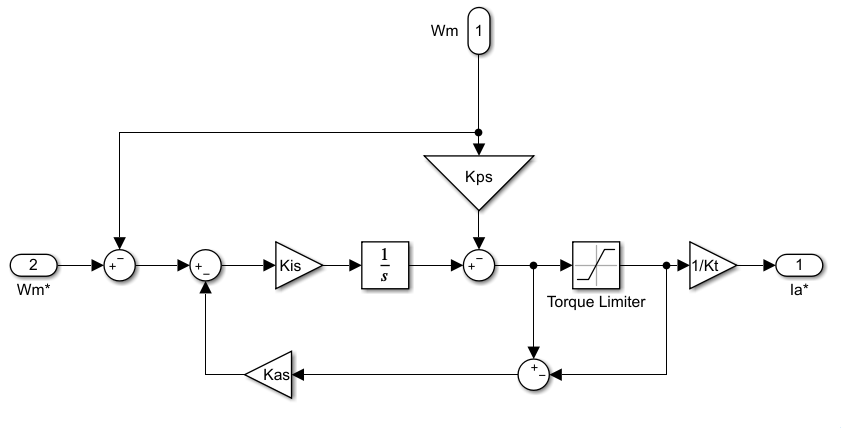 Wm 1
Kps
2
Wm*
+
−
+
−
Kis
1
s
+
−
Torque Limiter
1/Kt
1
Ia*
Kas
+
−